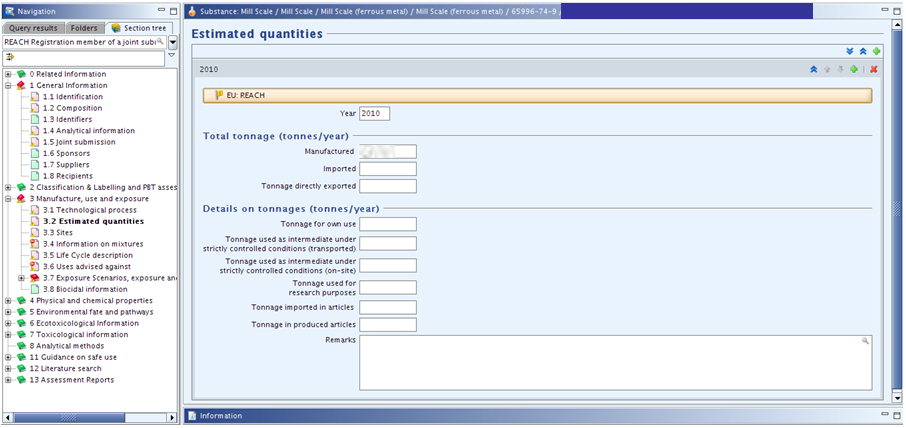 Navigation
Query results
Folders
Section tree
REACH Registration member of a joint subi
0 Related Information
1 General Information
1.1 Identification
1.2 Composition
1.3 Identifiers
1.4 Analytical information
1.5 Joint submission
1.6 Sponsors
1.7 Suppliers
1.8 Recipients
2 Classification & Labelling and PBT asses
3 Manufacture, use and exposure
3.1 Technological process
3.2 Estimated quantities
3.3 Sites
3.4 Information on mixtures
3.5 Life Cycle description
3.6 Uses advised against
3.7 Exposure Scenarios, exposure and
3.8 Biocidal information
4 Physical and chemical properties
5 Environmental fate and pathways
6 Ecotoxicological Information
7 Toxicological information
8 Analytical methods
11 Guidance on safe use
12 Literature search
13 Assessment Reports
Substance: Mill Scale / Mill Scale / Mill Scale (ferrous metal) / Mill Scale (ferrous metal) / 65996-74-9 /
Estimated quantities
2010
EU: REACH
Year 2010
Total tonnage (tonnes/year)
Manufactured
Imported
Tonnage directly exported
Details on tonnages (tonnes/year)
Tonnage for own use
Tonnage used as intermediate under
strictly controlled conditions (transported)
Tonnage used as intermediate under
strictly controlled conditions (on-site)
Tonnage used for
research purposes
Tonnage imported in articles
Tonnage in produced articles
Remarks
Information